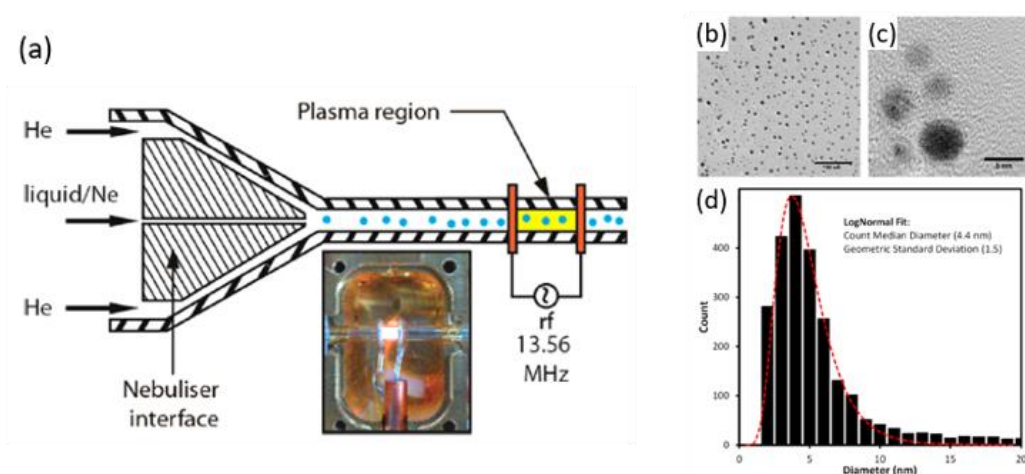 (a)
He
liquid/Ne
He
Nebuliser
interface
Plasma region
rf
13.56
MHz
(b)
(c)
(d)
LogNormal Fit:
Count Median Diameter (4.4 nm)
Geometric Standard Deviation (1.5)
Count
400
300
200
100
0
0
5
10
15
20
Diameter (nm)